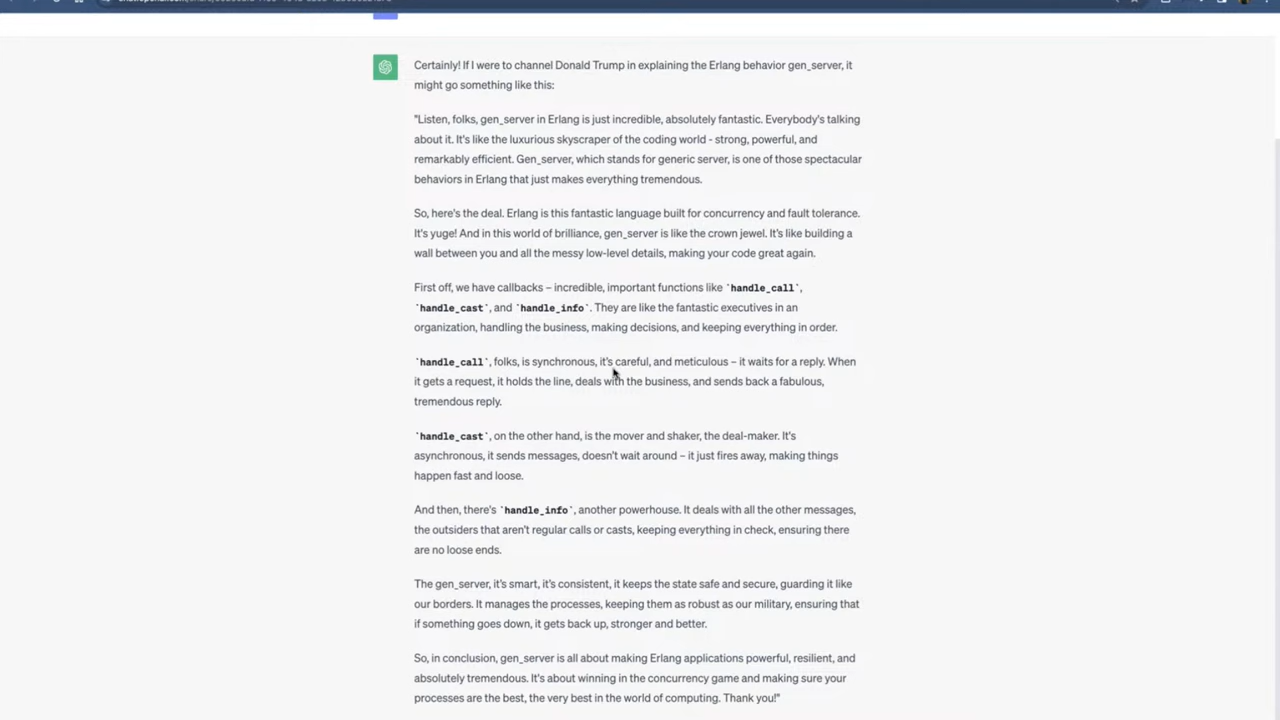 Certainly! If I were to channel Donald Trump in explaining the Erlang behavior gen_server, it
might go something like this:
"Listen, folks, gen_server in Erlang is just incredible, absolutely fantastic. Everybody's talking
about it. It's like the luxurious skyscraper of the coding world - strong, powerful, and
remarkably efficient. Gen_server, which stands for generic server, is one of those spectacular
behaviors in Erlang that just makes everything tremendous.
So, here's the deal. Erlang is this fantastic language built for concurrency and fault tolerance.
It's yuge! And in this world of brilliance, gen_server is like the crown jewel. It's like building a
wall between you and all the messy low-level details, making your code great again.
First off, we have callbacks – incredible, important functions like `handle_call`,
`handle_cast`, and `handle_info`. They are like the fantastic executives in an
organization, handling the business, making decisions, and keeping everything in order.
`handle_call`, folks, is synchronous, it's careful, and meticulous – it waits for a reply. When
it gets a request, it holds the line, deals with the business, and sends back a fabulous,
tremendous reply.
`handle_cast`, on the other hand, is the mover and shaker, the deal-maker. It's
asynchronous, it sends messages, doesn't wait around – it just fires away, making things
happen fast and loose.
And then, there's `handle_info`, another powerhouse. It deals with all the other messages,
the outsiders that aren't regular calls or casts, keeping everything in check, ensuring there
are no loose ends.
The gen_server, it's smart, it's consistent, it keeps the state safe and secure, guarding it like
our borders. It manages the processes, keeping them as robust as our military, ensuring that
if something goes down, it gets back up, stronger and better.
So, in conclusion, gen_server is all about making Erlang applications powerful, resilient, and
absolutely tremendous. It's about winning in the concurrency game and making sure your
processes are the best, the very best in the world of computing. Thank you!"